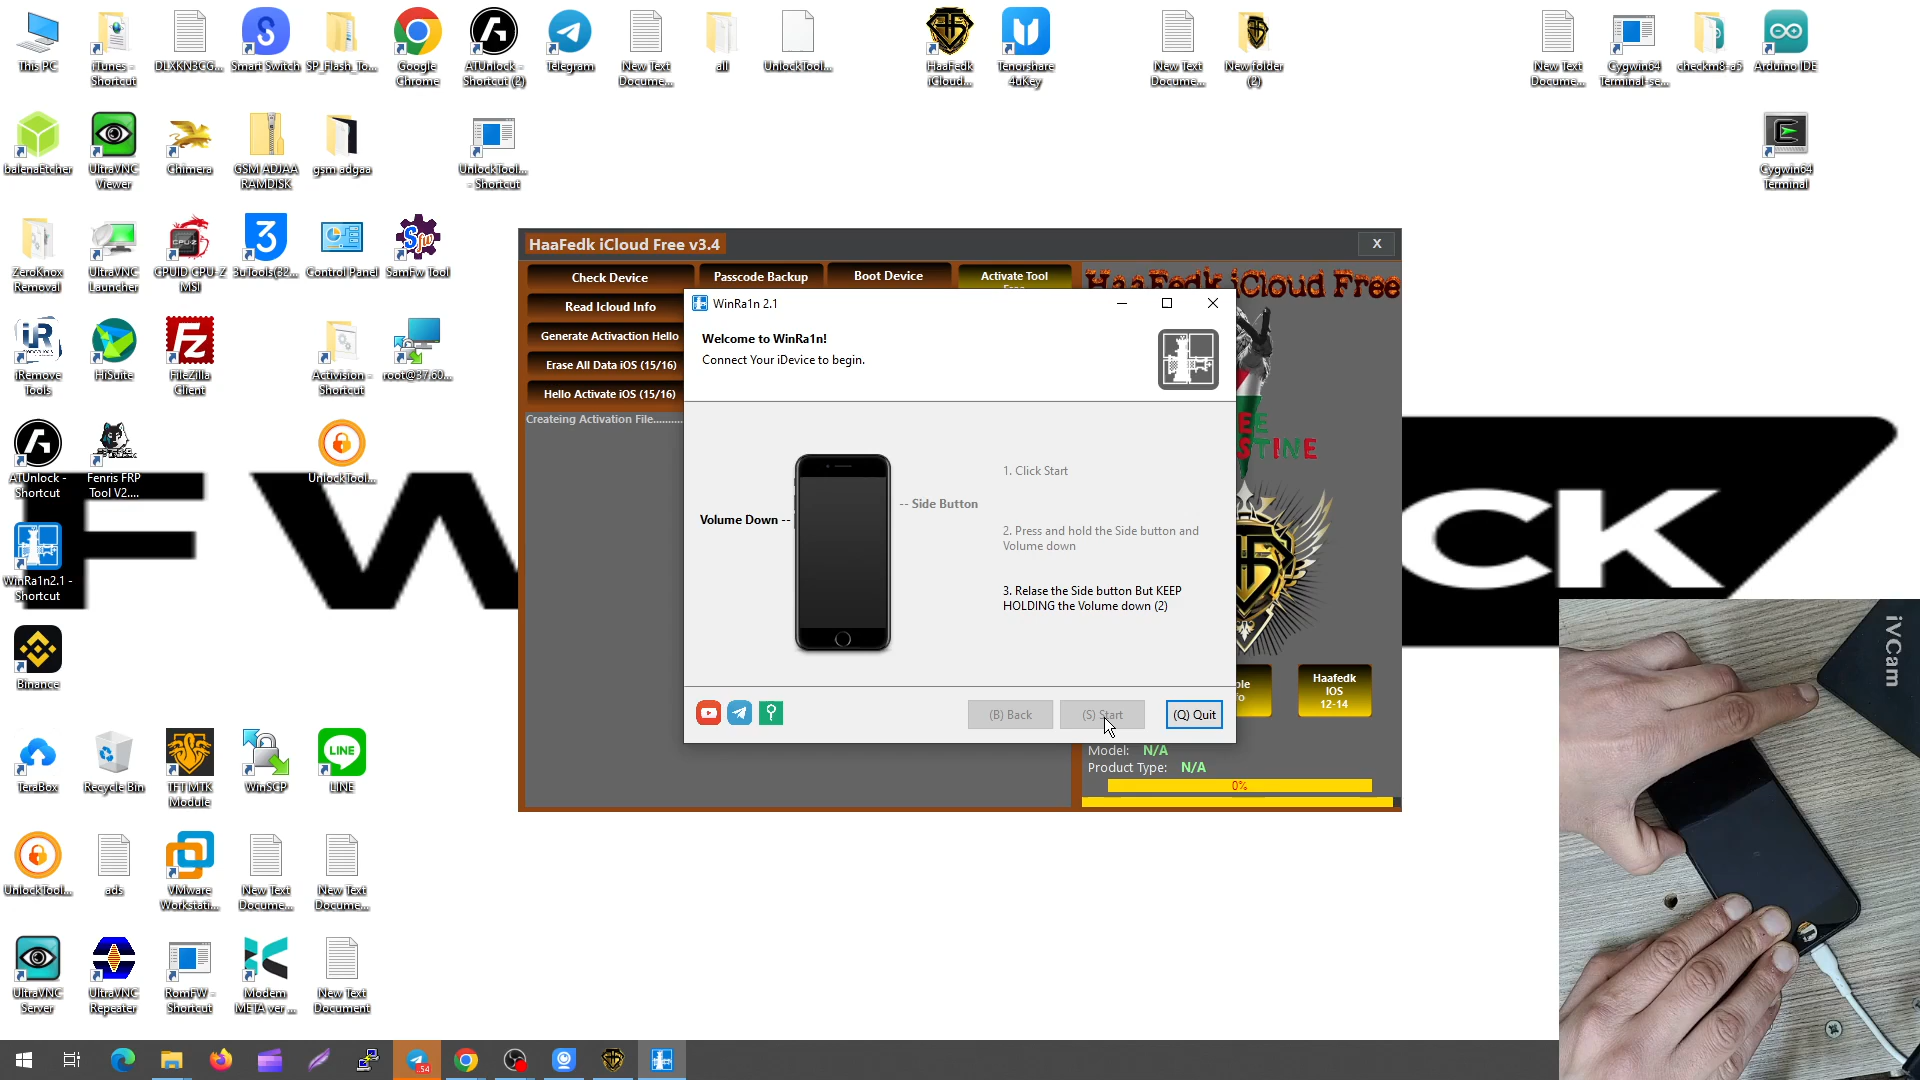 This PC
iTunes -
Shortcut
DLXKN3CG...
Smart Switch
SP_Flash_To...
Google
Chrome
ATUnlock -
Shortcut (2)
Telegram
New Text
Docume...
all
UnlockTool...
HaaFedk
iCloud...
Tenorshare
4uKey
New Text
Docume...
New folder
(2)
New Text
Docume...
Cygwin64
Terminal-se...
checkm8-a5
Arduino IDE
balenaEtcher
UltraVNC
Viewer
Chimera
GSM ADJAA
RAMDISK
gsm adgaa
UnlockTool...
- Shortcut
Cygwin64
Terminal
ZeroKnox
Removal
UltraVNC
Launcher
CPU-Z
CPUID CPU-Z
MSI
3uTools(32...
Control Panel
Sfw
SamFw Tool
iR
iRemove
Tools
HiSuite
FileZilla
Client
Activision -
Shortcut
root@37.60...
ATUnlock -
Shortcut
Fenris FRP
Tool V2....
UnlockTool...
WinRa1n2.1 -
Shortcut
Binance
TeraBox
Recycle Bin
TFT MTK
Module
WinSCP
LINE
LINE
UnlockTool...
ads
VMware
Workstati...
New Text
Docume...
New Text
Docume...
UltraVNC
Server
UltraVNC
Repeater
RomFW -
Shortcut
Modem
META ver ...
New Text
Document
FW
CK
HaaFedk iCloud Free v3.4
X
Check Device
Passcode Backup
Boot Device
Activate Tool
Read Icloud Info
Generate Activaction Hello
Erase All Data iOS (15/16)
Hello Activate iOS (15/16)
Createing Activation File..........
HaaFedk iCloud Free
EE
STINE
Haafedk
IOS
12-14
Model: N/A
Product Type: N/A
0%
WinRa1n 2.1
Welcome to WinRa1n!
Connect Your iDevice to begin.
1. Click Start
-- Side Button
Volume Down --
2. Press and hold the Side button and
Volume down
3. Relase the Side button But KEEP
HOLDING the Volume down (2)
(B) Back
(S) Start
(Q) Quit
iVCam
54